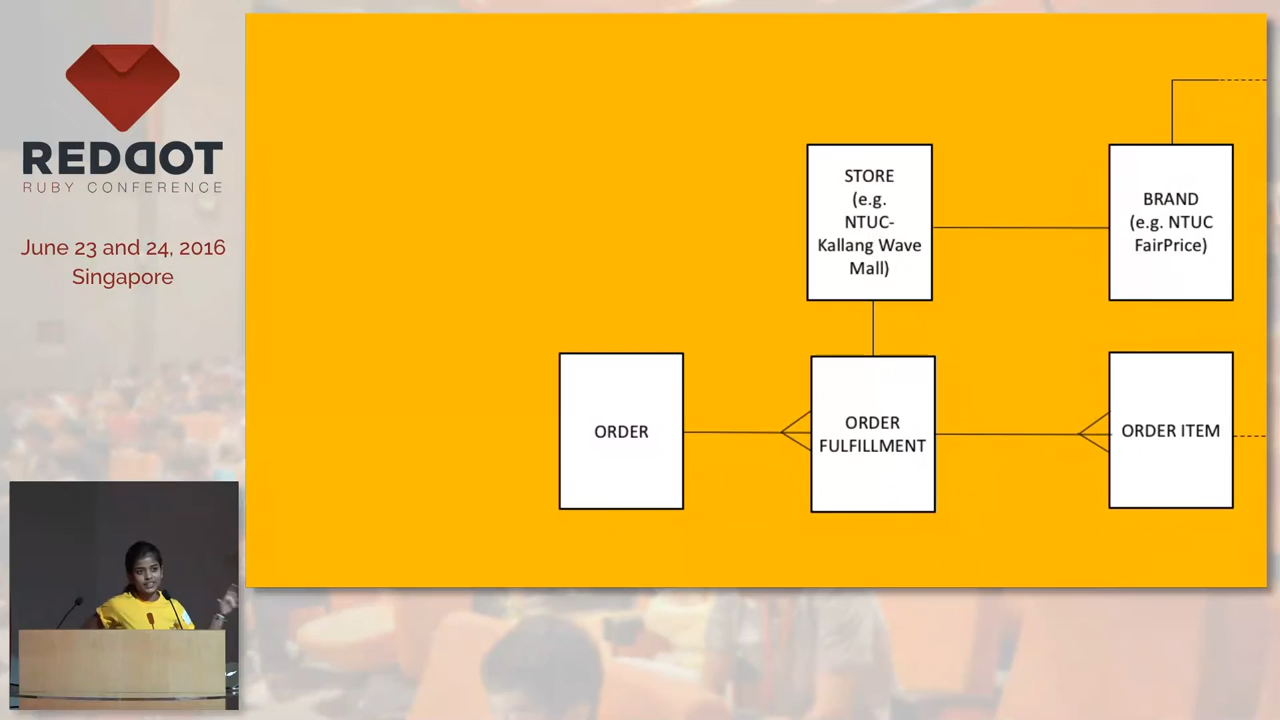 REDDOT
RUBY CONFERENCE
June 23 and 24, 2016
Singapore
STORE
(e.g.
NTUC-
Kallang Wave
Mall)
BRAND
(e.g. NTUC
FairPrice)
ORDER
ORDER
FULFILLMENT
ORDER ITEM